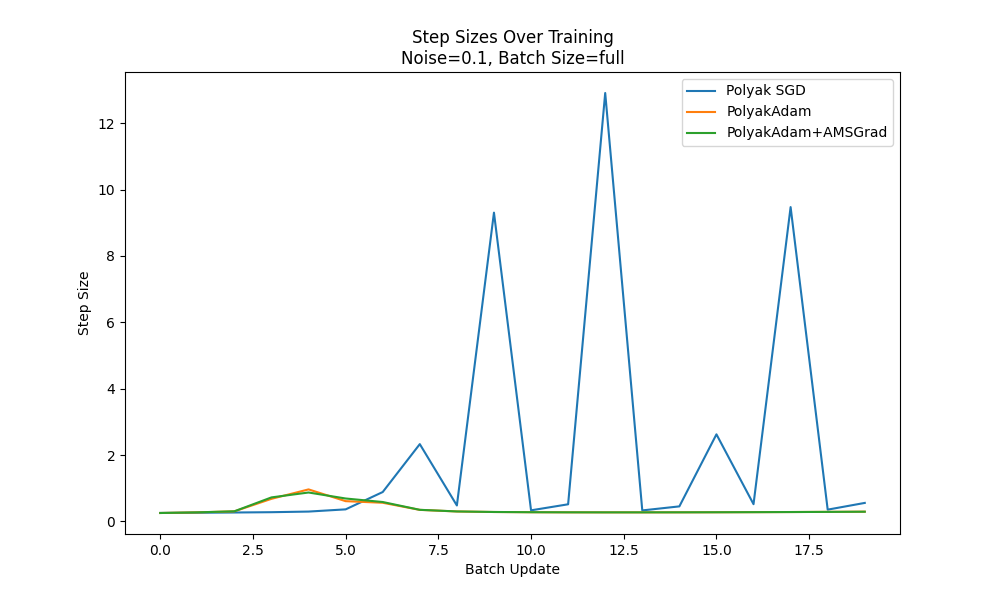 Step Sizes Over Training
Noise=0.1, Batch Size=full
Polyak SGD
PolyakAdam
PolyakAdam+AMSGrad
Step Size
12
10
8
6
4
2
0
0.0 2.5 5.0 7.5 10.0 12.5 15.0 17.5
Batch Update